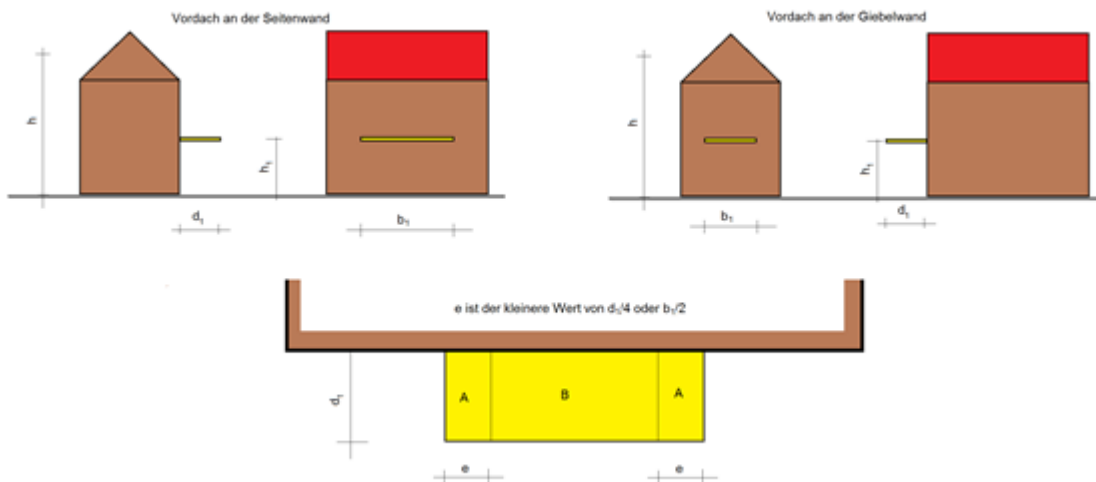 Vordach an der Seitenwand
Vordach an der Giebelwand
h
h₁
d₁
b₁
h
h₁
b₁
d₁
e ist der kleinere Wert von d₁/4 oder b₁/2
d₁
A
B
A
e
e